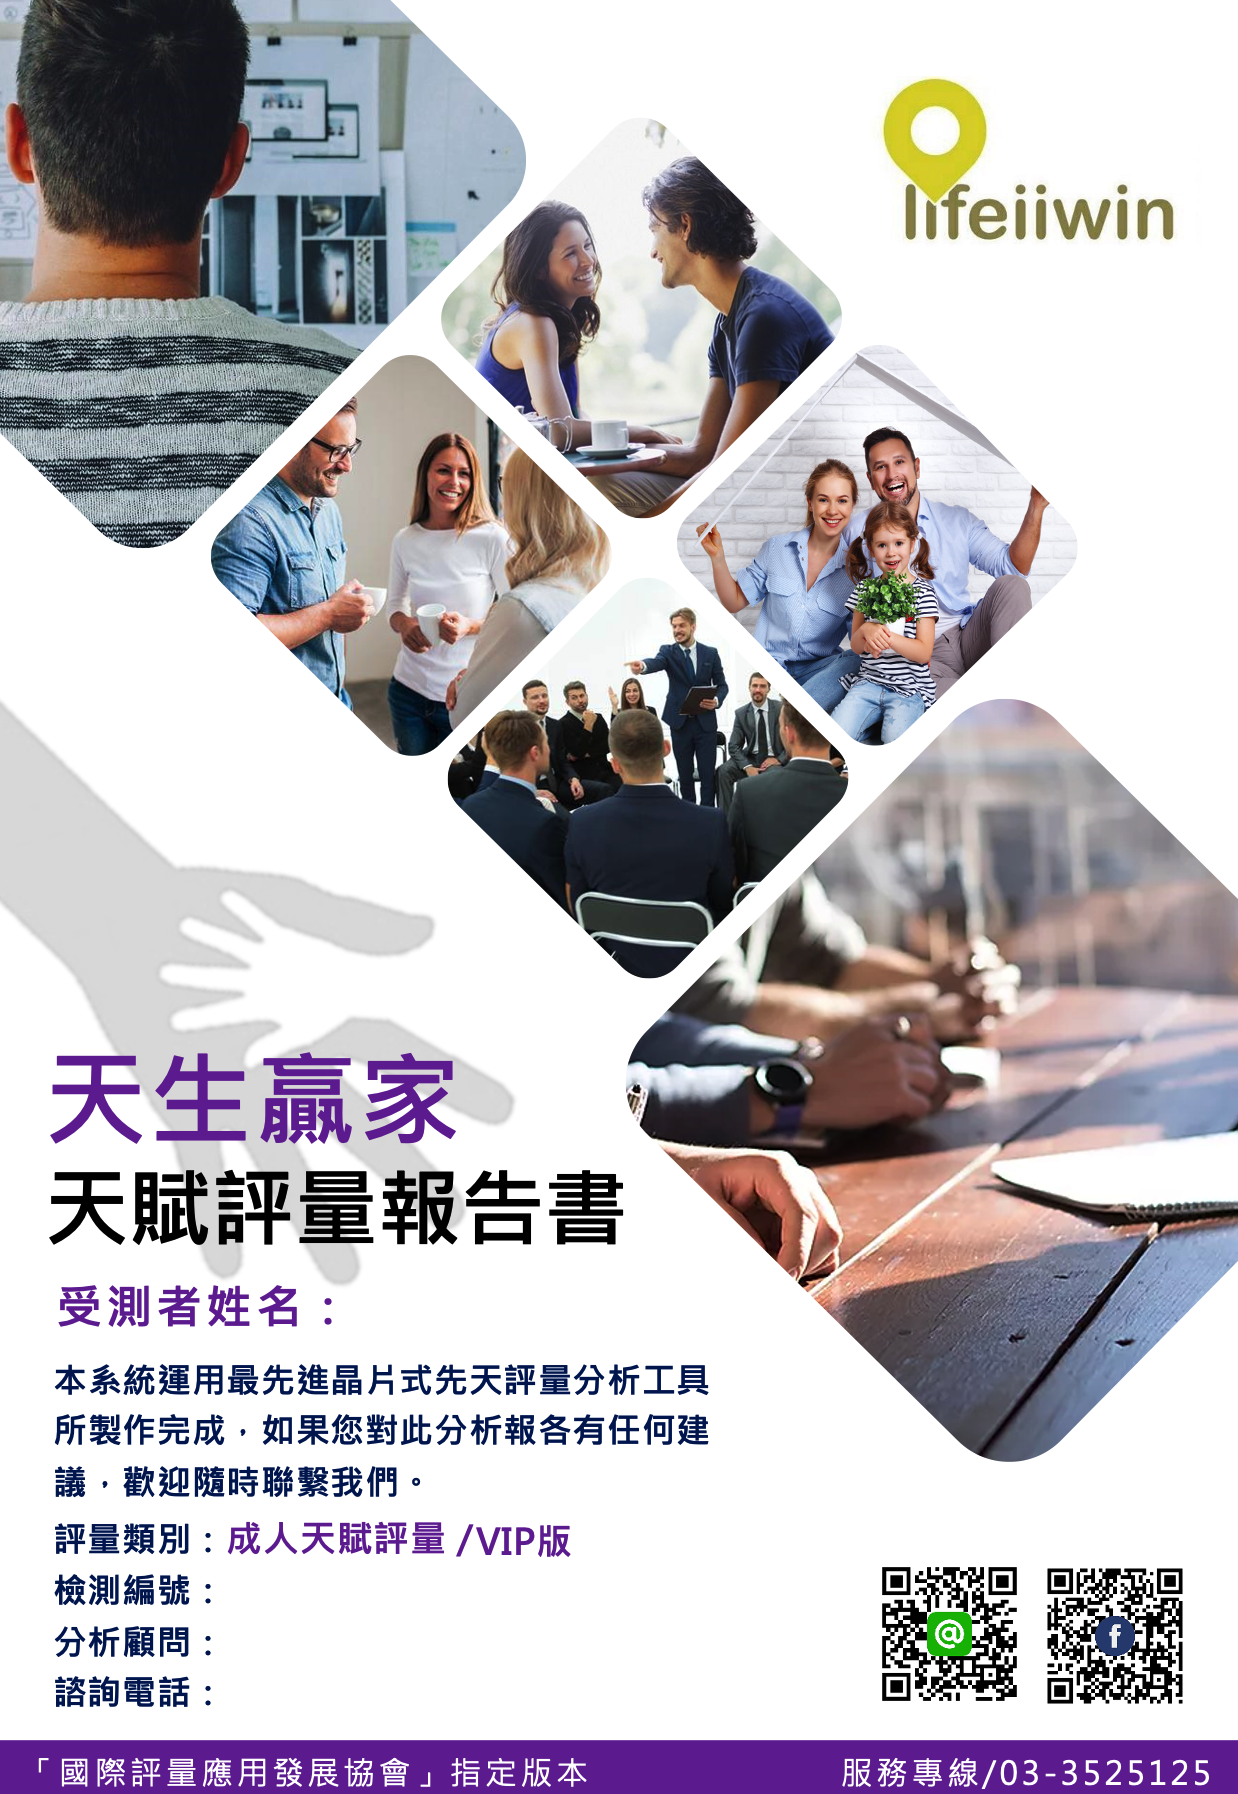 lifeiiwin
天生贏家
天賦評量報告書
受測者姓名：
本系統運用最先進晶片式先天評量分析工具
所製作完成，如果您對此分析報各有任何建
議，歡迎隨時聯繫我們。
評量類別：成人天賦評量 /VIP版
檢測編號：
分析顧問：
諮詢電話：
「國際評量應用發展協會」指定版本
服務專線/03-3525125